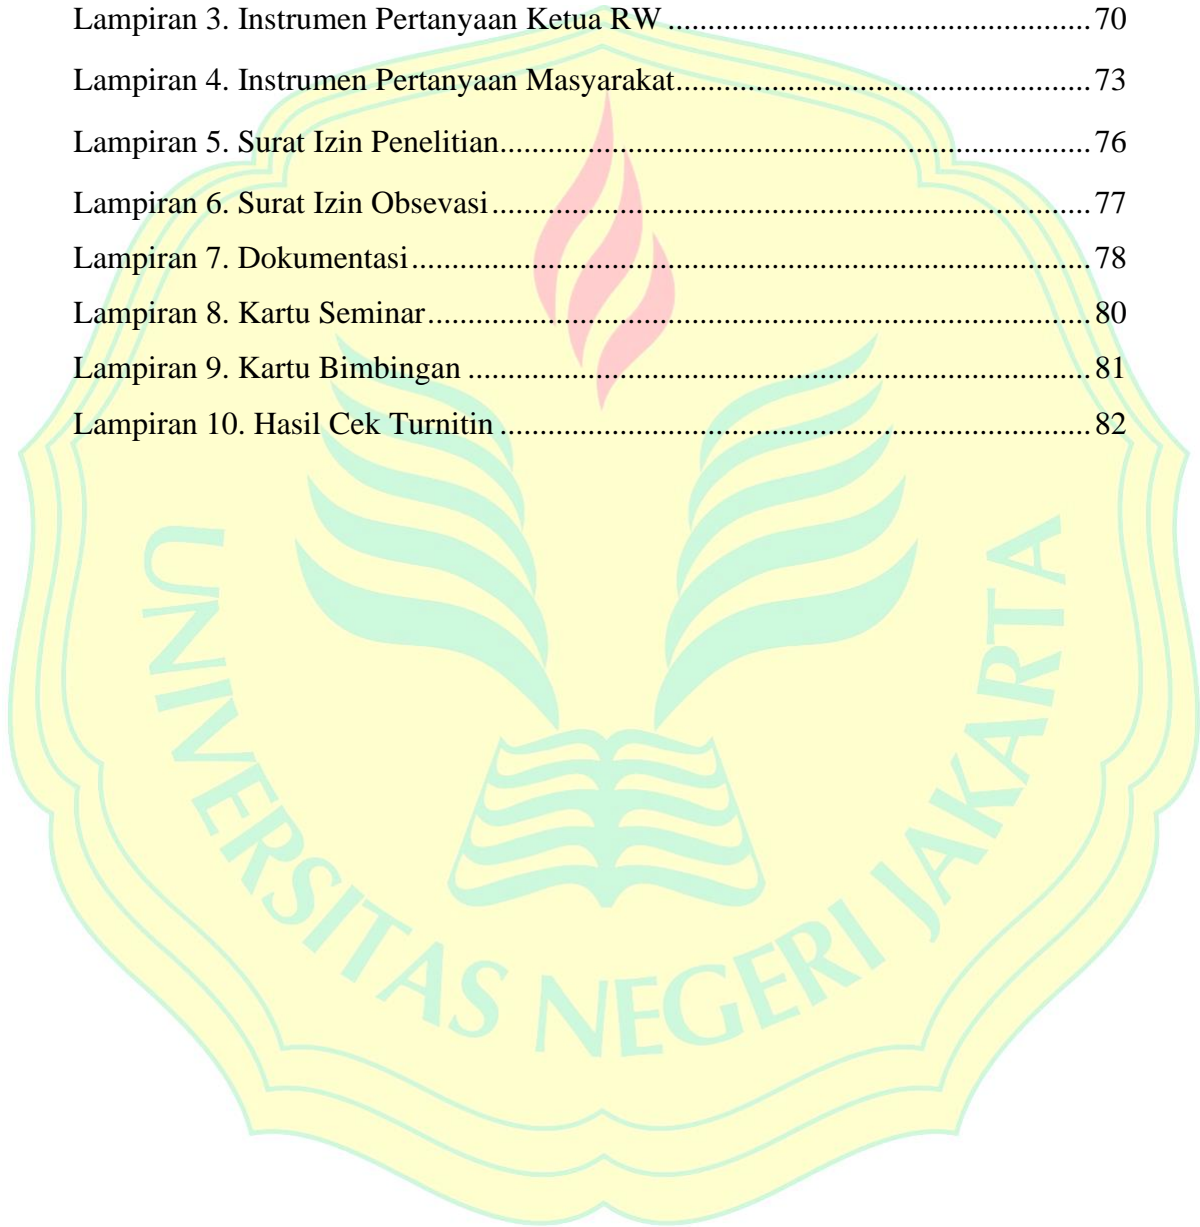 Lampiran 3. Instrumen Pertanyaan Ketua RW.....................................................70
Lampiran 4. Instrumen Pertanyaan Masyarakat....................................................73
Lampiran 5. Surat Izin Penelitian..........................................................................76
Lampiran 6. Surat Izin Obsevasi...........................................................................77
Lampiran 7. Dokumentasi.....................................................................................78
Lampiran 8. Kartu Seminar...................................................................................80
Lampiran 9. Kartu Bimbingan ..............................................................................81
Lampiran 10. Hasil Cek Turnitin ..........................................................................82
UNIVERSITAS NEGERI JAKARTA